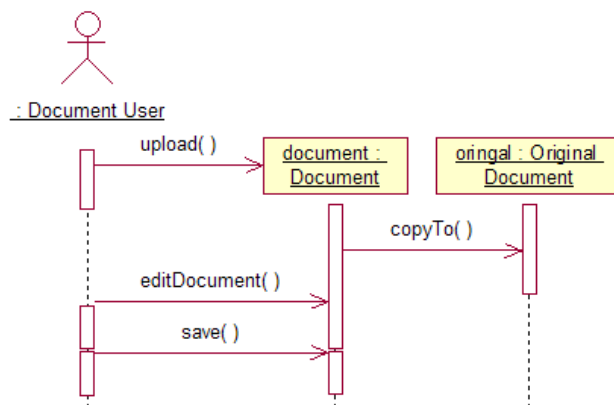 : Document User
upload( )
document :
Document
oringal : Original
Document
copyTo( )
editDocument( )
save( )